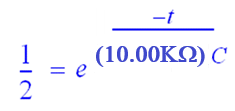 1/2 = e^(−t / (10.00KΩ) C)